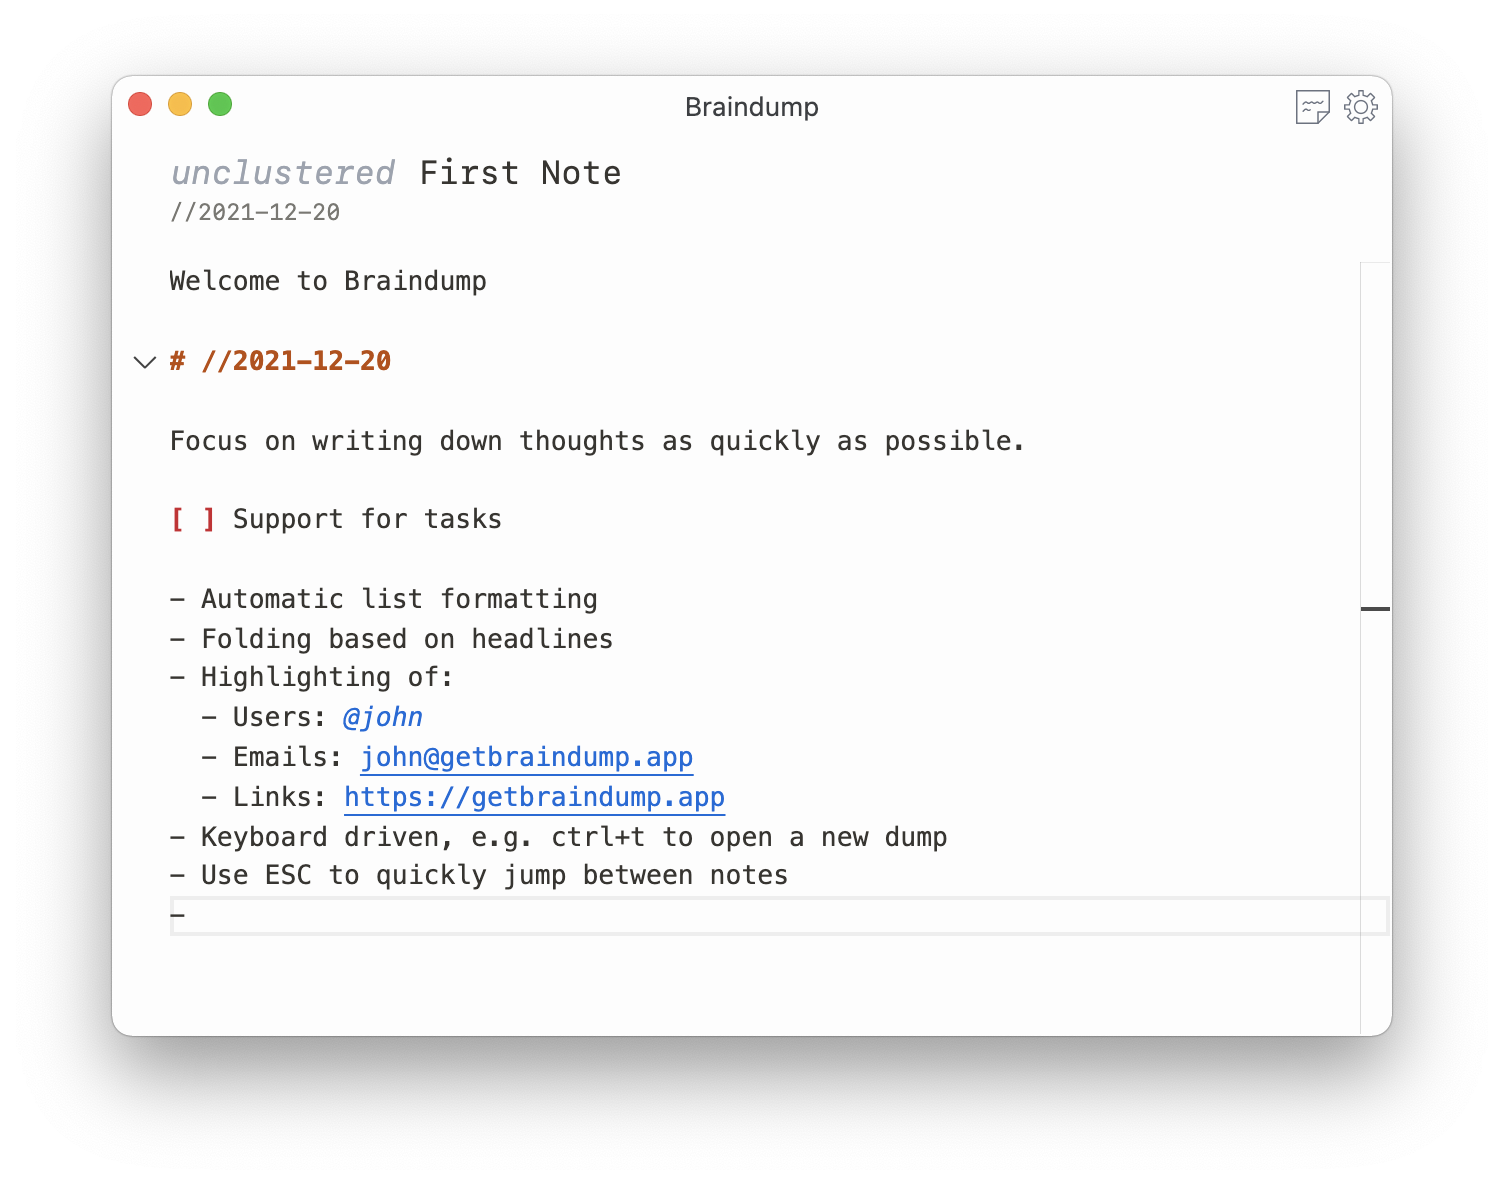 Braindump
unclustered First Note
//2021-12-20
Welcome to Braindump
# //2021-12-20
Focus on writing down thoughts as quickly as possible.
[ ] Support for tasks
- Automatic list formatting
- Folding based on headlines
- Highlighting of:
  - Users: @john
  - Emails: john@getbraindump.app
  - Links: https://getbraindump.app
- Keyboard driven, e.g. ctrl+t to open a new dump
- Use ESC to quickly jump between notes
-